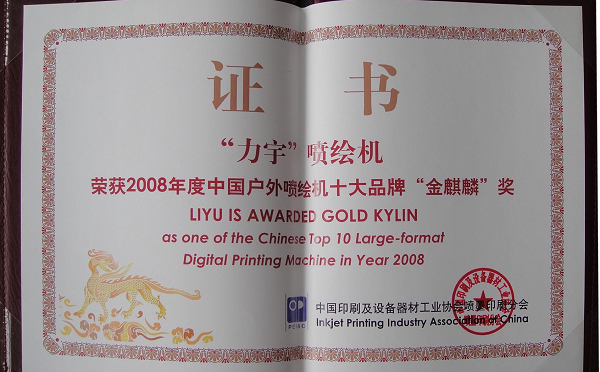 证 书
“力宇”喷绘机
荣获2008年度中国户外喷绘机十大品牌“金麒麟”奖
LIYU IS AWARDED GOLD KYLIN
as one of the Chinese Top 10 Large-format
Digital Printing Machine in Year 2008
中国印刷及设备器材工业协会喷墨印刷分会
Inkjet Printing Industry Association of China